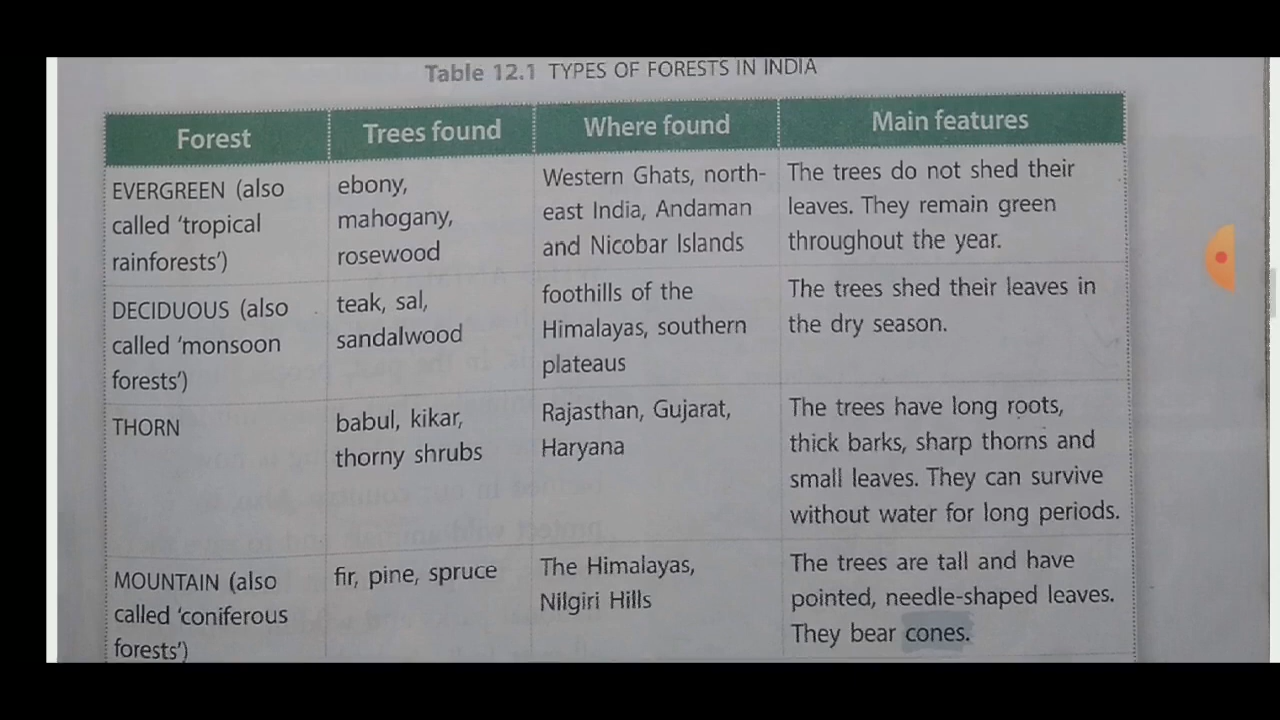 Table 12.1 TYPES OF FORESTS IN INDIA
Forest
Trees found
Where found
Main features
EVERGREEN (also
called 'tropical
rainforests')
ebony,
mahogany,
rosewood
Western Ghats, north-
east India, Andaman
and Nicobar Islands
The trees do not shed their
leaves. They remain green
throughout the year.
DECIDUOUS (also
called 'monsoon
forests')
teak, sal,
sandalwood
foothills of the
Himalayas, southern
plateaus
The trees shed their leaves in
the dry season.
THORN
babul, kikar,
thorny shrubs
Rajasthan, Gujarat,
Haryana
The trees have long roots,
thick barks, sharp thorns and
small leaves. They can survive
without water for long periods.
MOUNTAIN (also
called 'coniferous
forests')
fir, pine, spruce
The Himalayas,
Nilgiri Hills
The trees are tall and have
pointed, needle-shaped leaves.
They bear cones.